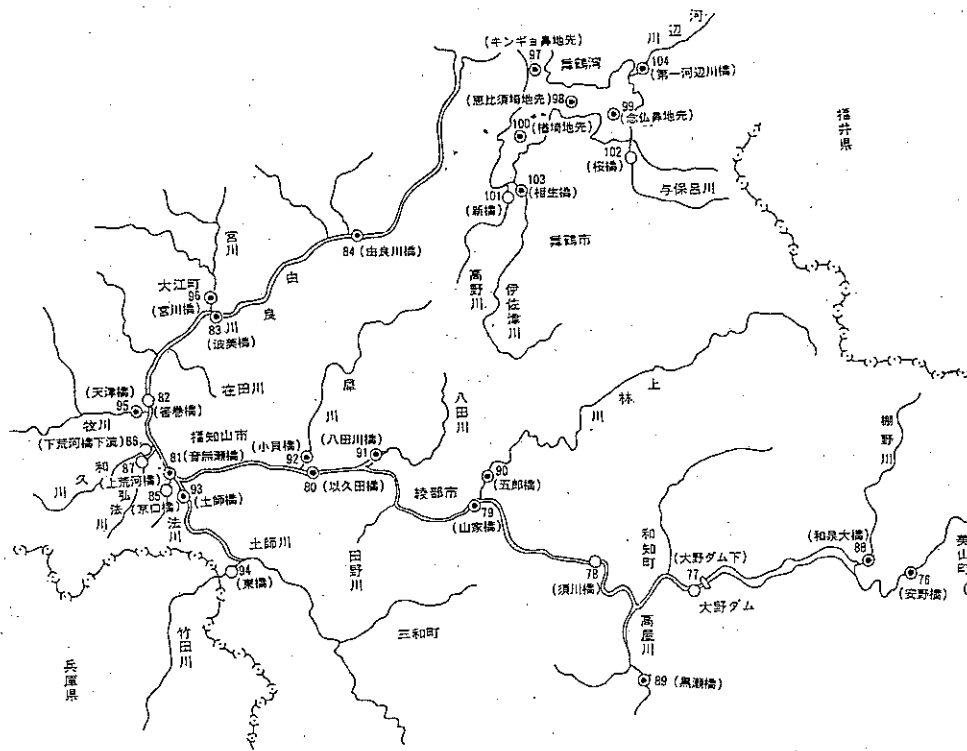 河辺川
(キンギョ鼻地先)
97
舞鶴湾
104
(第一河辺川橋)
(恵比須埼地先)98
99
(念仏鼻地先)
100
(楢埼地先)
福井県
102
(桜橋)
与保呂川
103
(相生橋)
101
(新橋)
舞鶴市
高野川
伊佐津川
宮川
84(由良川橋)
由良川
大江町
96
(宮川橋)
83
(波美橋)
在田川
(天津橋)
82
95
(筈巻橋)
牧川
犀川
八田川
上林川
棚野川
(下荒河橋下流)86
福知山市
小貝橋)
92
(八田川橋)
91
和久川
87
81
(音無瀬橋)
(上荒河橋)
80(以久田橋)
90
(五郎橋)
綾部市
79
(山家橋)
弘法川
85
(京口橋)
93
(土師橋)
法川
土師川
94
(東橋)
田野川
和知町
(大野ダム下)
77
大野ダム
(和泉大橋)
88
美山町
76
(安野橋)
78
(須川橋)
高屋川
竹田川
三和町
兵庫県
89(黒瀬橋)